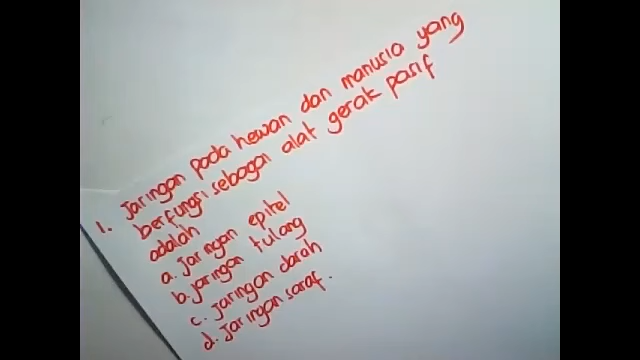 1. Jaringan pada hewan dan manusia yang
berfungsi sebagai alat gerak pasif
adalah
a. Jaringan epitel
b. jaringan tulang
c. jaringan darah
d. Jaringan saraf.